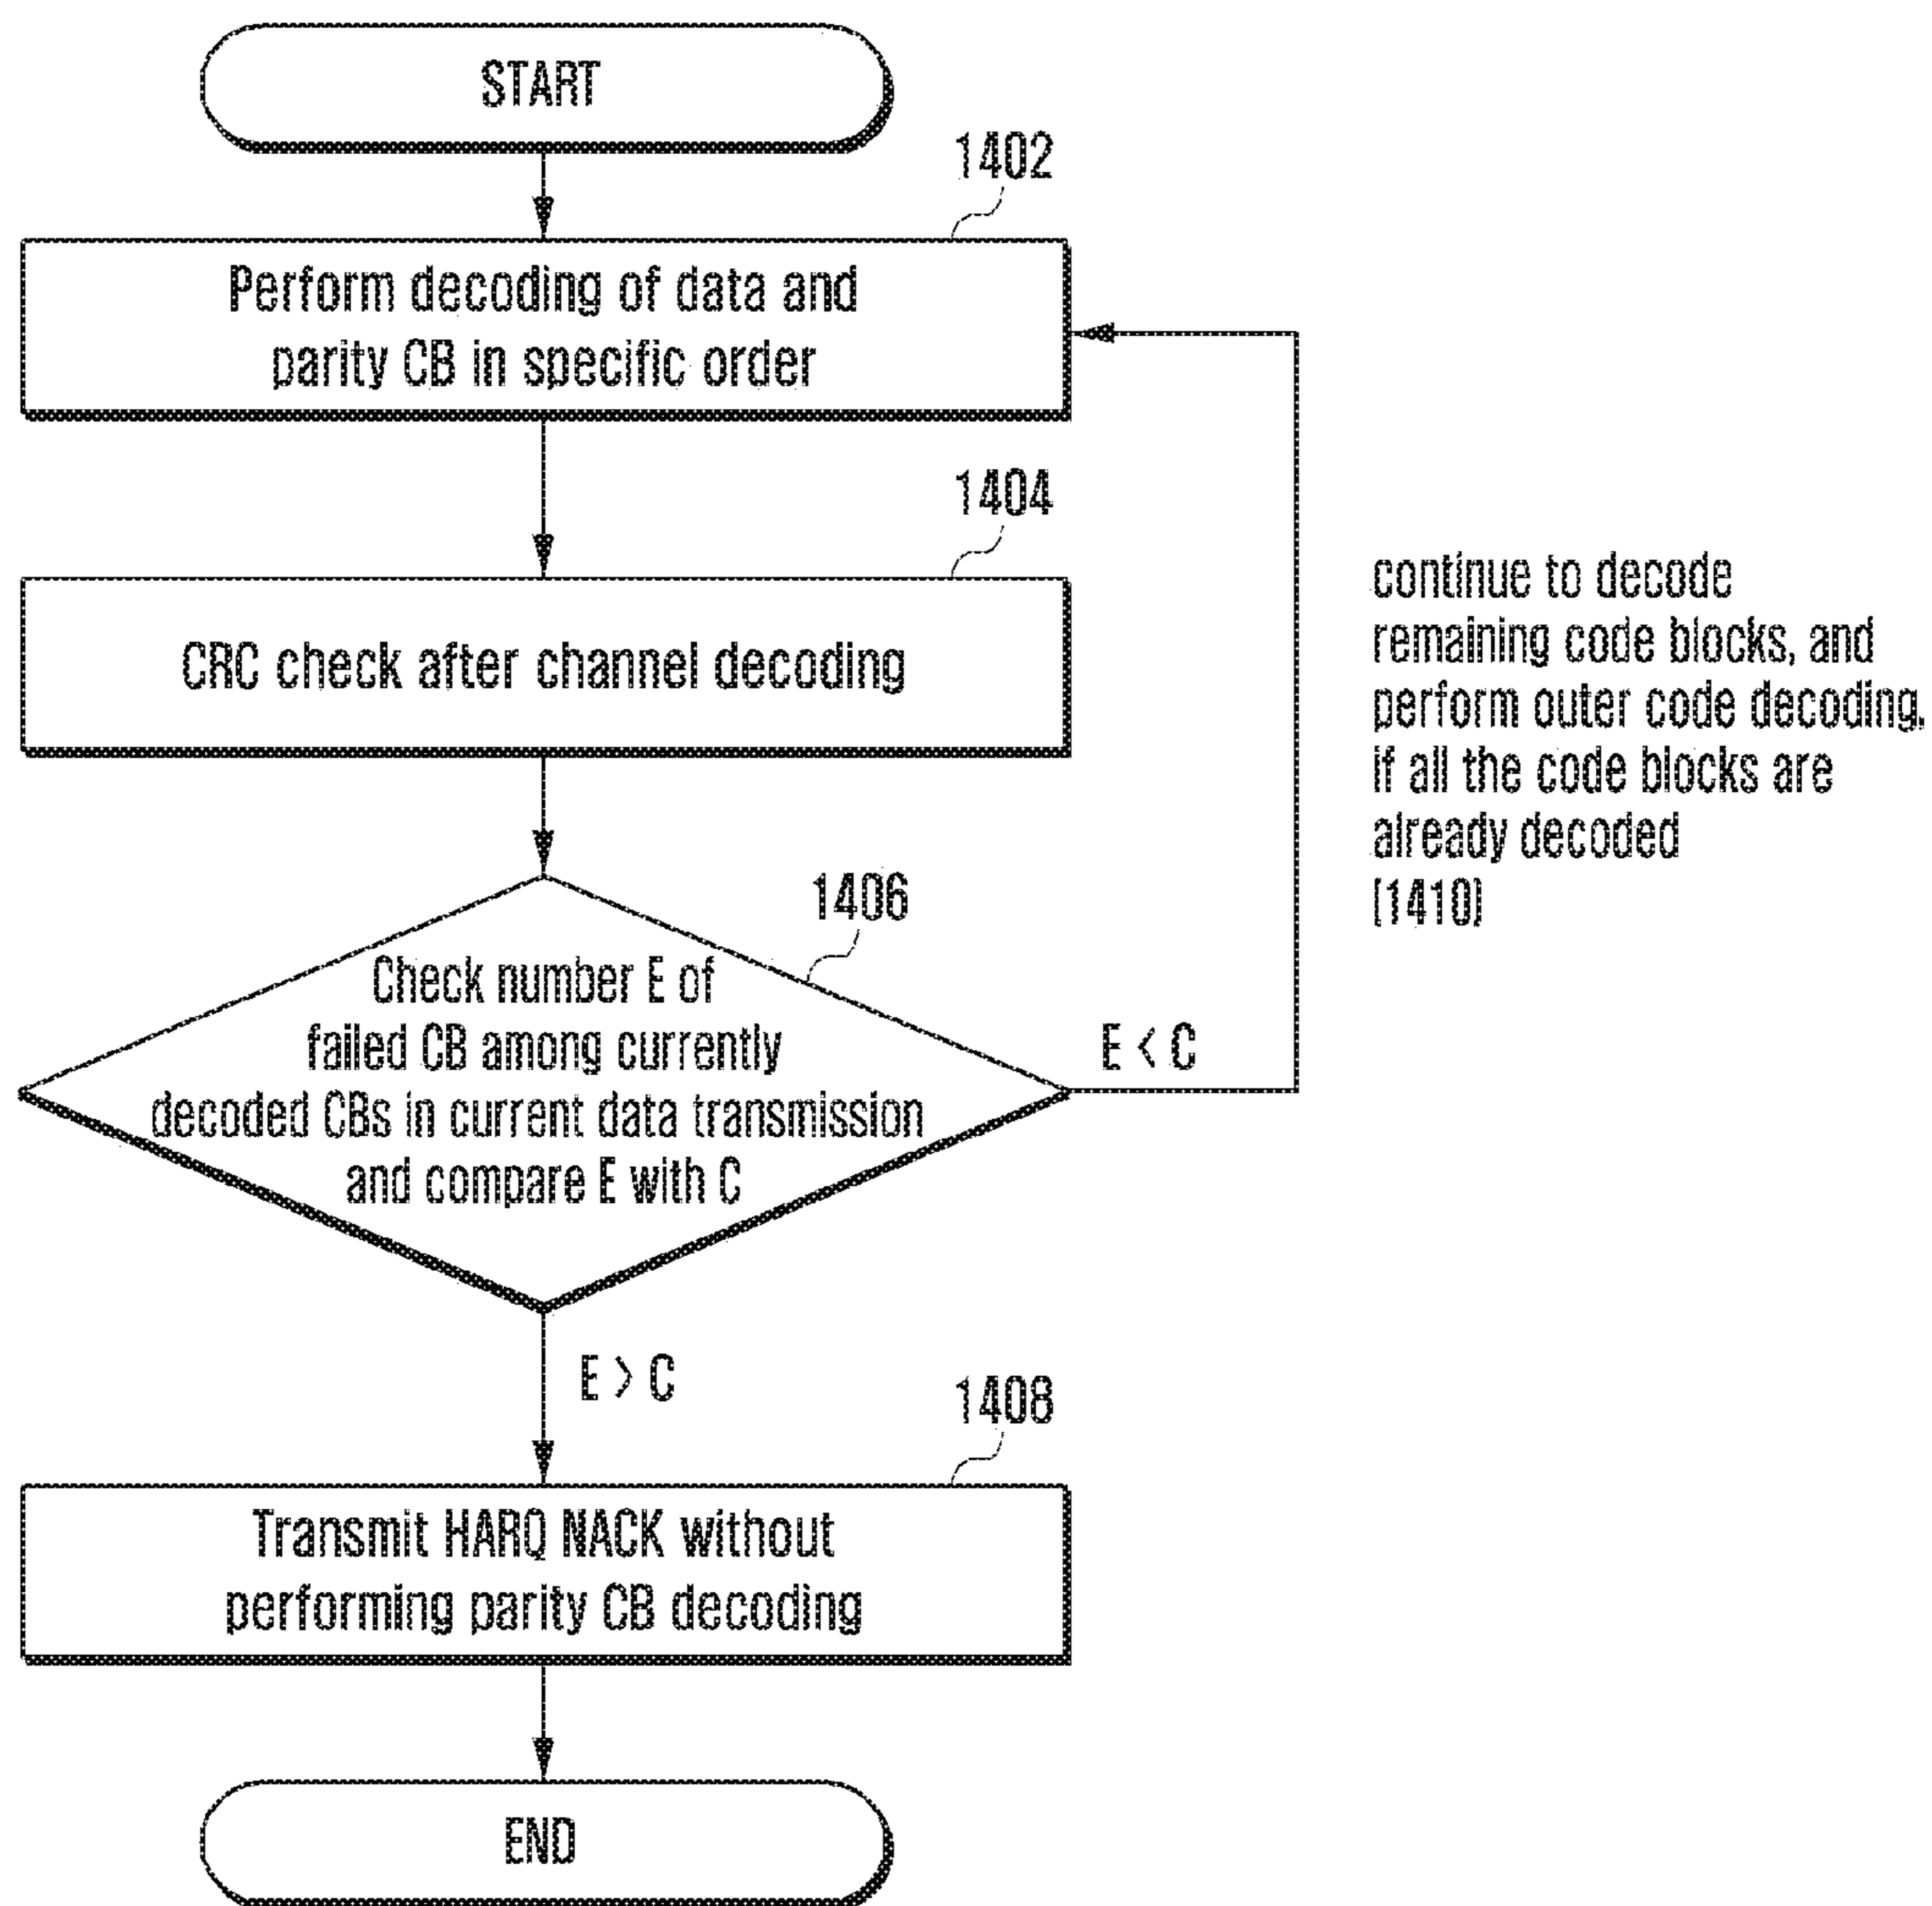 START
1402
Perform decoding of data and
parity CB in specific order
1404
CRC check after channel decoding
continue to decode
remaining code blocks, and
perform outer code decoding,
if all the code blocks are
already decoded
(1410)
1406
Check number E of
failed CB among currently
decoded CBs in current data transmission
and compare E with C
E < C
E > C
1408
Transmit HARQ NACK without
performing parity CB decoding
END